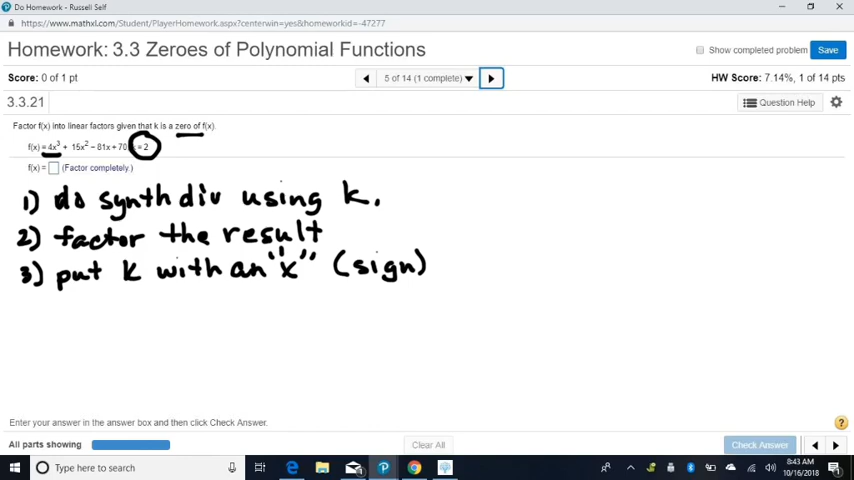 Do Homework - Russell Self
https://www.mathxl.com/Student/PlayerHomework.aspx?centerwin=yes&homeworkid=-47277
Homework: 3.3 Zeroes of Polynomial Functions
Show completed problem
Save
Score: 0 of 1 pt
5 of 14 (1 complete)
HW Score: 7.14%, 1 of 14 pts
3.3.21
Question Help
Factor f(x) into linear factors given that k is a zero of f(x).
f(x) = 4x³ + 15x² − 81x + 70 = 2
f(x) = (Factor completely.)
1) do synth div using k.
2) factor the result
3) put k with an "x" (sign)
Enter your answer in the answer box and then click Check Answer.
?
All parts showing
Clear All
Check Answer
Type here to search
8:43 AM
10/16/2018